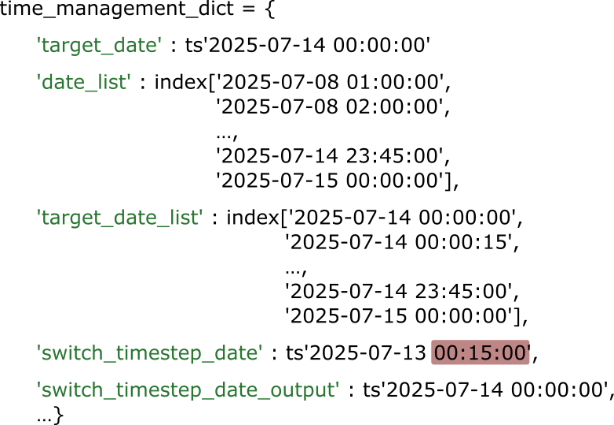 time_management_dict = {
'target_date' : ts'2025-07-14 00:00:00'
'date_list' : index['2025-07-08 01:00:00',
'2025-07-08 02:00:00',
...,
'2025-07-14 23:45:00',
'2025-07-15 00:00:00'],
'target_date_list' : index['2025-07-14 00:00:00',
'2025-07-14 00:00:15',
...,
'2025-07-14 23:45:00',
'2025-07-15 00:00:00'],
'switch_timestep_date' : ts'2025-07-13 00:15:00',
'switch_timestep_date_output' : ts'2025-07-14 00:00:00',
...}